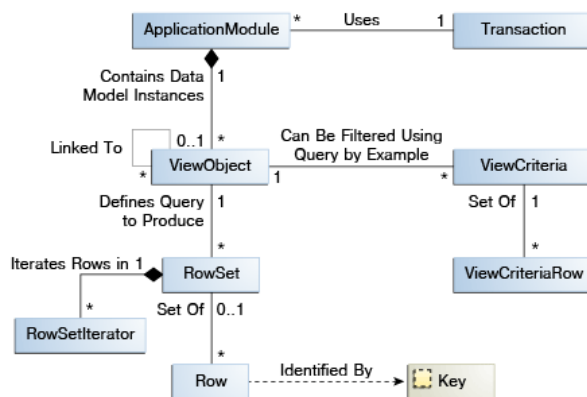 ApplicationModule
*
Uses
1
Transaction
Contains Data
Model Instances
1
Linked To
0..1
*
*
ViewObject
1
Can Be Filtered Using
Query by Example
*
ViewCriteria
Defines Query
to Produce
1
*
Set Of
1
*
ViewCriteriaRow
Iterates Rows in 1
RowSet
*
RowSetIterator
Set Of
0..1
*
Row
Identified By
Key